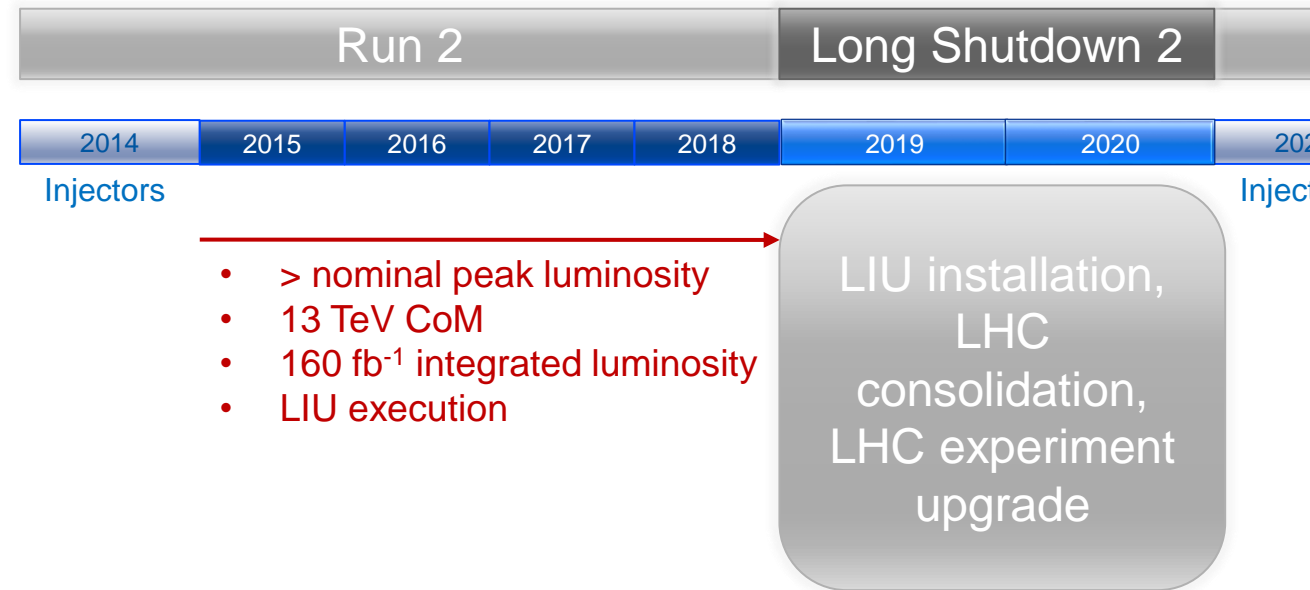 Run 2 Long Shutdown 2
2014 2015 2016 2017 2018 2019 2020
Injectors
• > nominal peak luminosity
• 13 TeV CoM
• 160 fb-1 integrated luminosity
• LIU execution
LIU installation,
LHC
consolidation,
LHC experiment
upgrade